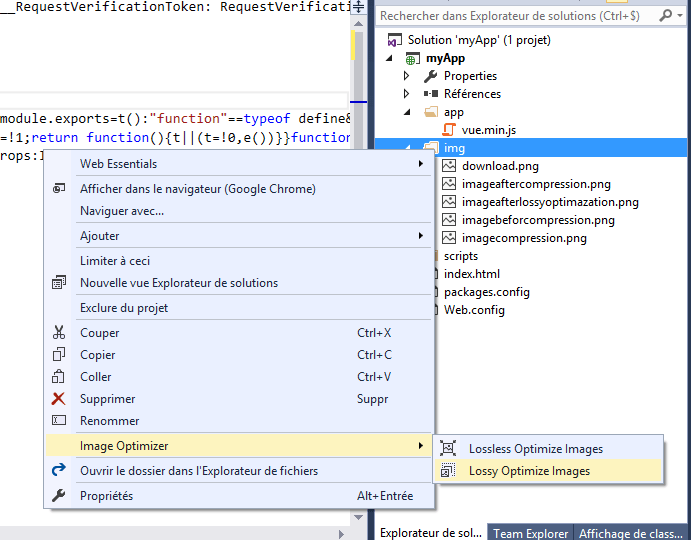 __RequestVerificationToken: RequestVerificati
module.exports=t():"function"==typeof define&
=!1;return function(){t||(t=!0,e())}}function
rops:
Web Essentials
Afficher dans le navigateur (Google Chrome)
Naviguer avec...
Ajouter
Limiter à ceci
Nouvelle vue Explorateur de solutions
Exclure du projet
Couper Ctrl+X
Copier Ctrl+C
Coller Ctrl+V
Supprimer Suppr
Renommer
Image Optimizer
Ouvrir le dossier dans l'Explorateur de fichiers
Propriétés Alt+Entrée
Lossless Optimize Images
Lossy Optimize Images
Rechercher dans Explorateur de solutions (Ctrl+$)
Solution 'myApp' (1 projet)
myApp
Properties
Références
app
vue.min.js
img
download.png
imageaftercompression.png
imageafterlossyoptimazation.png
imagebeforcompression.png
imagecompression.png
scripts
index.html
packages.config
Web.config
Explorateur de sol... Team Explorer Affichage de class...